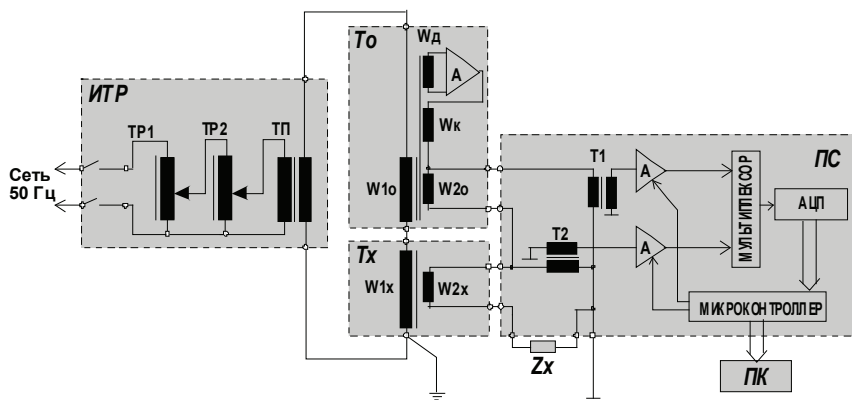 То
WД
А
Wк
W1о
W2о
ИТР
ТР1
ТР2
ТП
Сеть
50 Гц
Тх
W1х
W2х
Zx
ПС
Т1
Т2
А
А
МУЛЬТИПЛЕКСОР
АЦП
МИКРОКОНТРОЛЛЕР
ПК